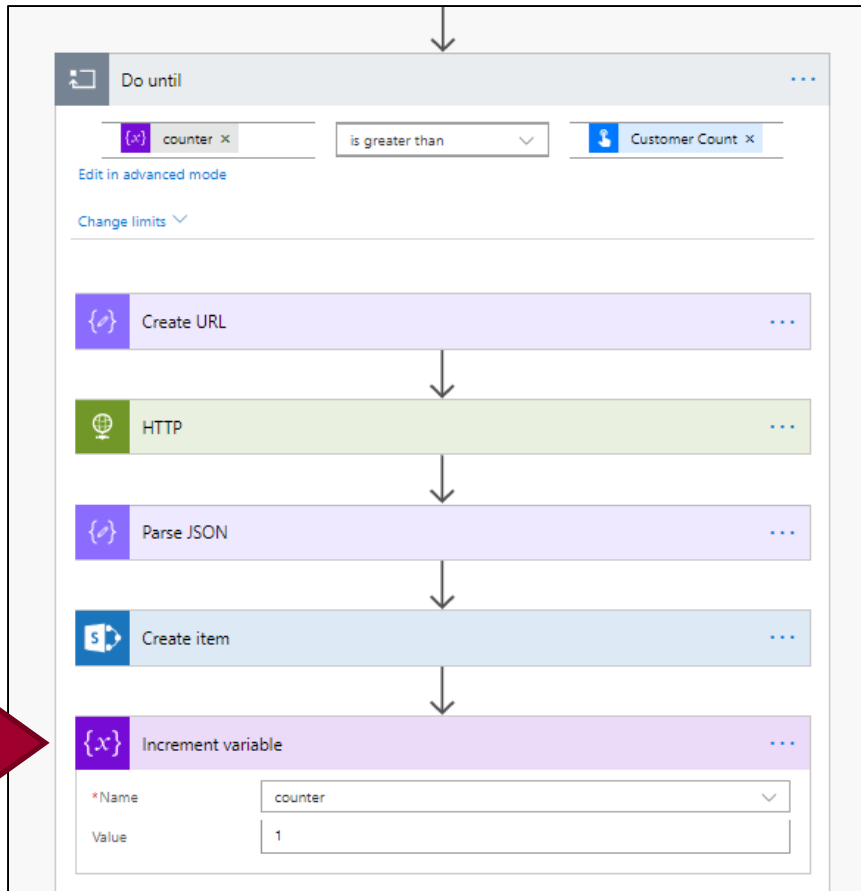 Do until
...
{x} counter × is greater than Customer Count ×
Edit in advanced mode
Change limits
Create URL
...
HTTP
...
Parse JSON
...
S Create item
...
{x} Increment variable
...
*Name counter
Value 1